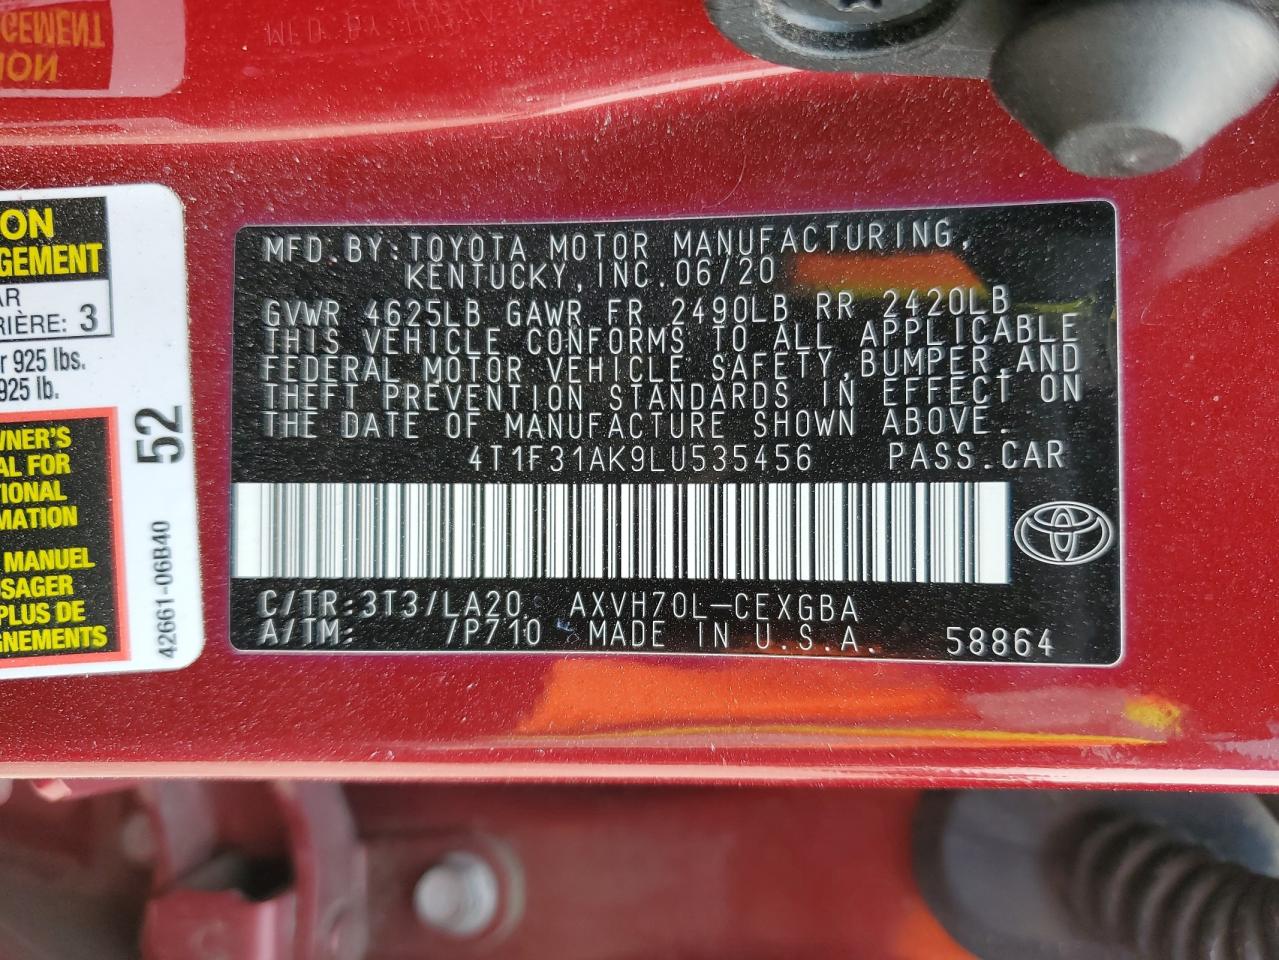 MFD.BY:TOYOTA MOTOR MANUFACTURING,
KENTUCKY,INC.06/20
GVWR 4625LB GAWR FR 2490LB RR 2420LB
THIS VEHICLE CONFORMS TO ALL APPLICABLE
FEDERAL MOTOR VEHICLE SAFETY,BUMPER,AND
THEFT PREVENTION STANDARDS IN EFFECT ON
THE DATE OF MANUFACTURE SHOWN ABOVE.
4T1F31AK9LU535456 PASS.CAR
C/TR:3T3/LA20 AXVH70L-CEXGBA
A/TM: /P710 MADE IN U.S.A. 58864
ON
GEMENT
AR
RIÈRE: 3
r 925 lbs.
925 lb.
WNER'S
AL FOR
TIONAL
MATION
MANUEL
SAGER
PLUS DE
GNEMENTS
52
42661-06B40
CEMENT
ION